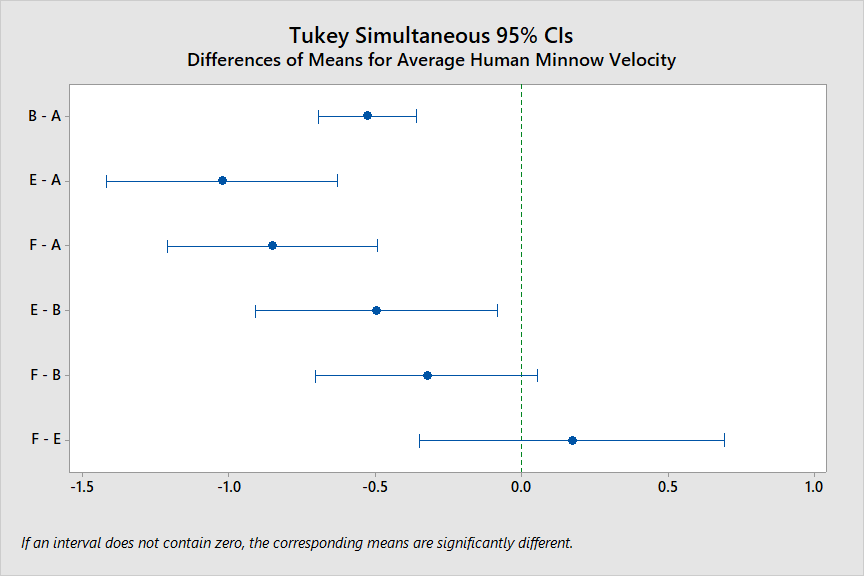 Tukey Simultaneous 95% CIs
Differences of Means for Average Human Minnow Velocity
B - A
E - A
F - A
E - B
F - B
F - E
-1.5 -1.0 -0.5 0.0 0.5 1.0
If an interval does not contain zero, the corresponding means are significantly different.